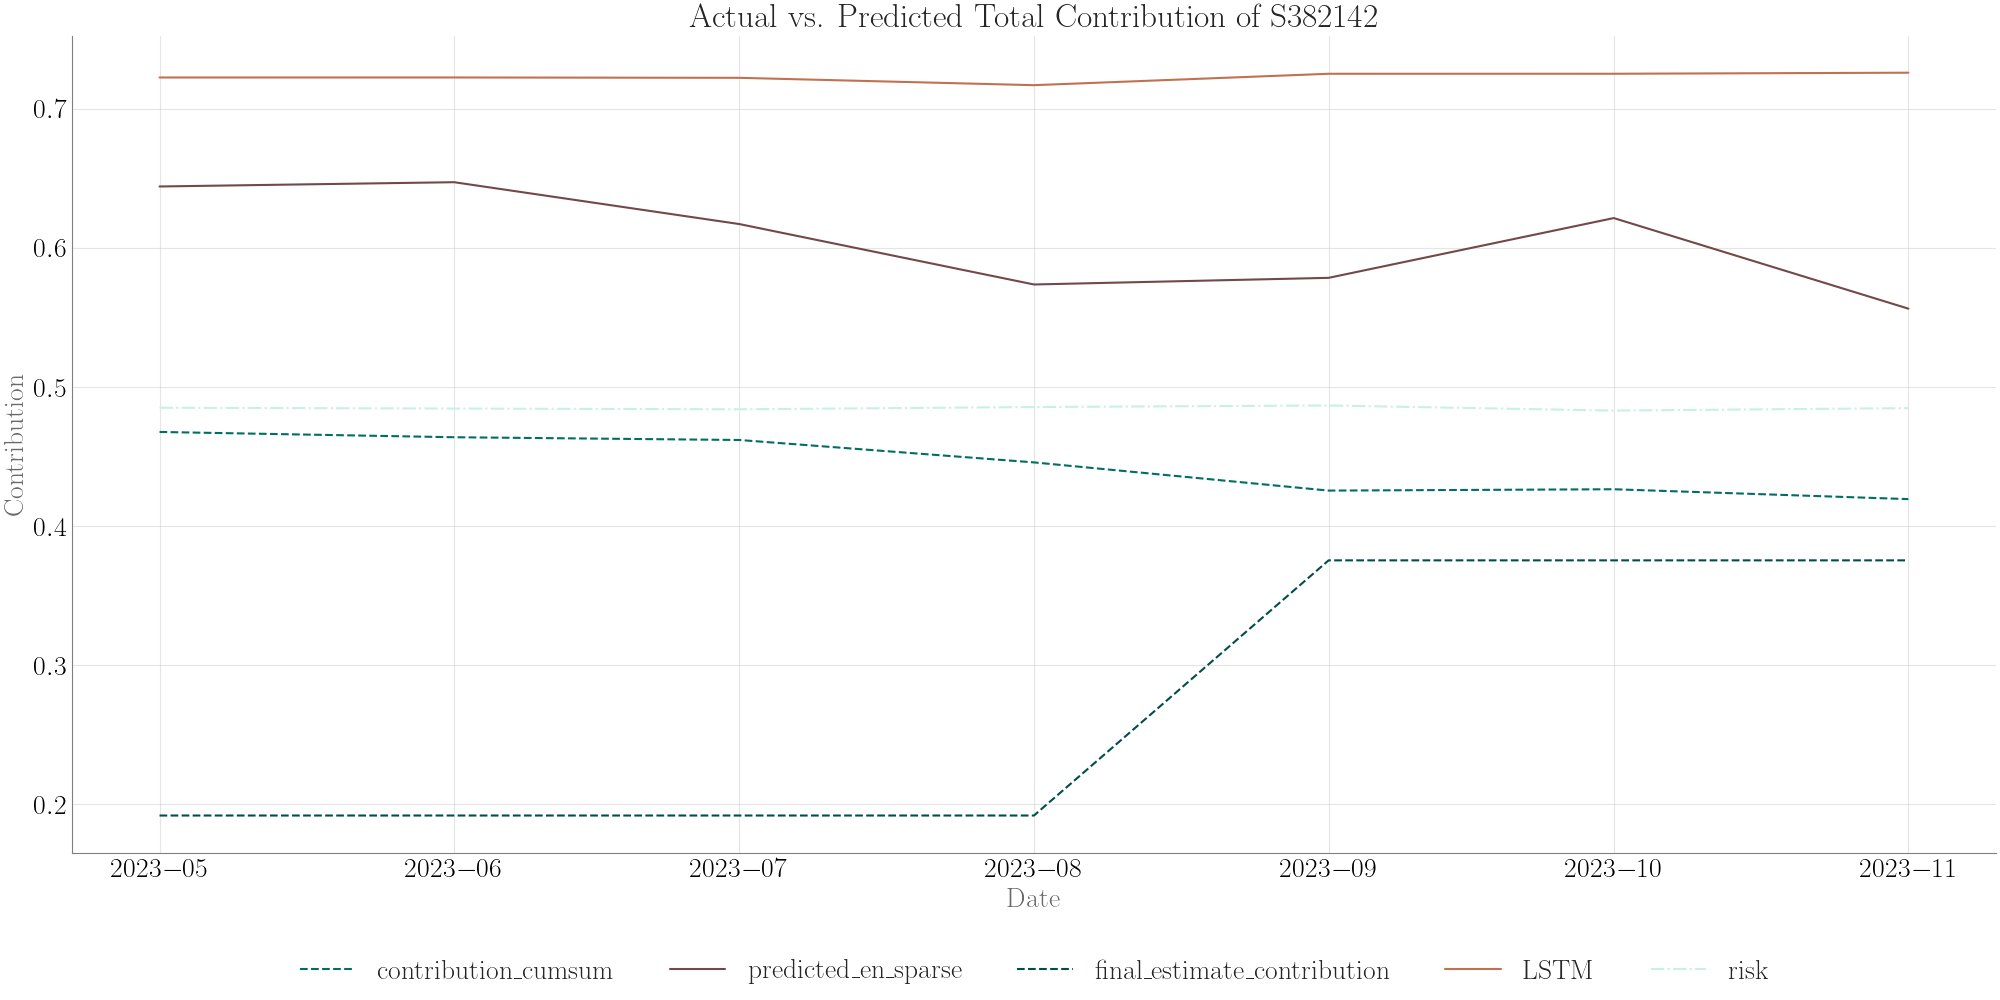 Actual vs. Predicted Total Contribution of S382142
Contribution
0.7
0.6
0.5
0.4
0.3
0.2
2023−05 2023−06 2023−07 2023−08 2023−09 2023−10 2023−11
Date
contribution_cumsum predicted_en_sparse final_estimate_contribution LSTM risk